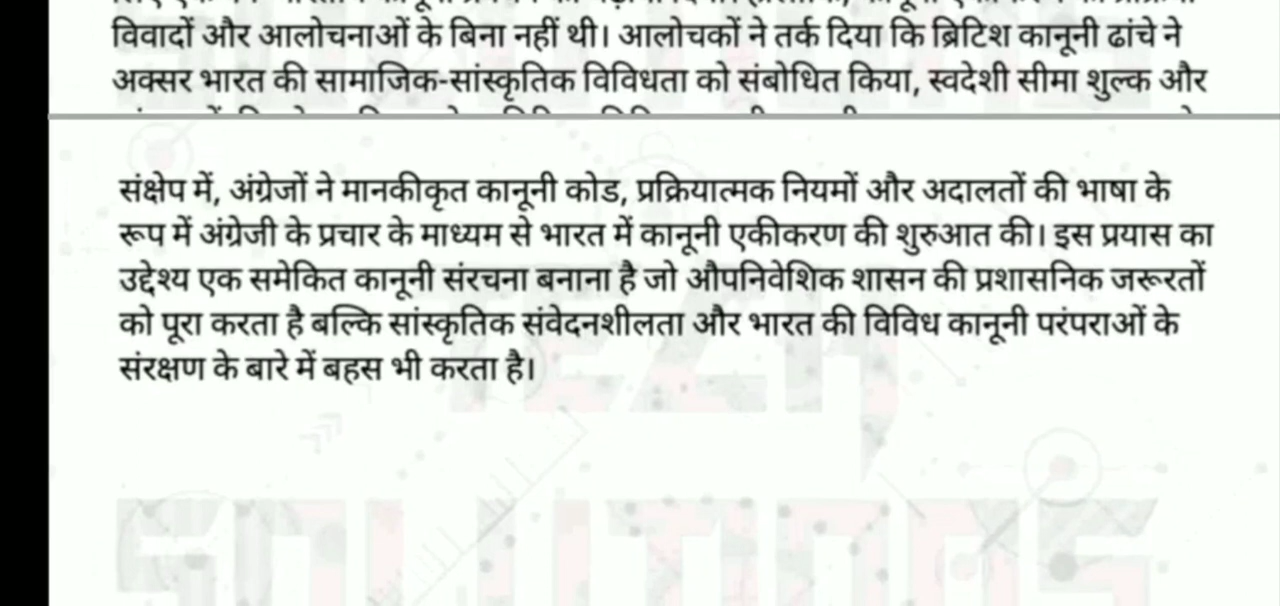 विवादों और आलोचनाओं के बिना नहीं थी। आलोचकों ने तर्क दिया कि ब्रिटिश कानूनी ढांचे ने
अक्सर भारत की सामाजिक-सांस्कृतिक विविधता को संबोधित किया, स्वदेशी सीमा शुल्क और
संक्षेप में, अंग्रेजों ने मानकीकृत कानूनी कोड, प्रक्रियात्मक नियमों और अदालतों की भाषा के
रूप में अंग्रेजी के प्रचार के माध्यम से भारत में कानूनी एकीकरण की शुरुआत की। इस प्रयास का
उद्देश्य एक समेकित कानूनी संरचना बनाना है जो औपनिवेशिक शासन की प्रशासनिक जरूरतों
को पूरा करता है बल्कि सांस्कृतिक संवेदनशीलता और भारत की विविध कानूनी परंपराओं के
संरक्षण के बारे में बहस भी करता है।
TECH
SOLUTIONS